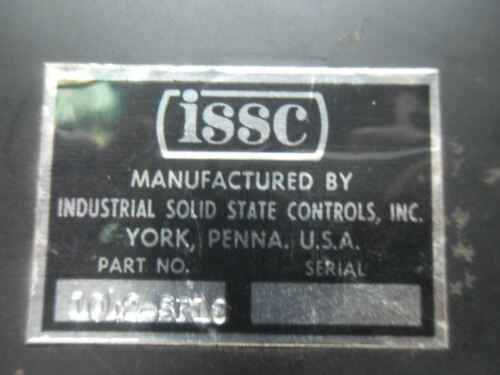 issc
MANUFACTURED BY
INDUSTRIAL SOLID STATE CONTROLS, INC.
YORK, PENNA. U.S.A.
PART NO. SERIAL